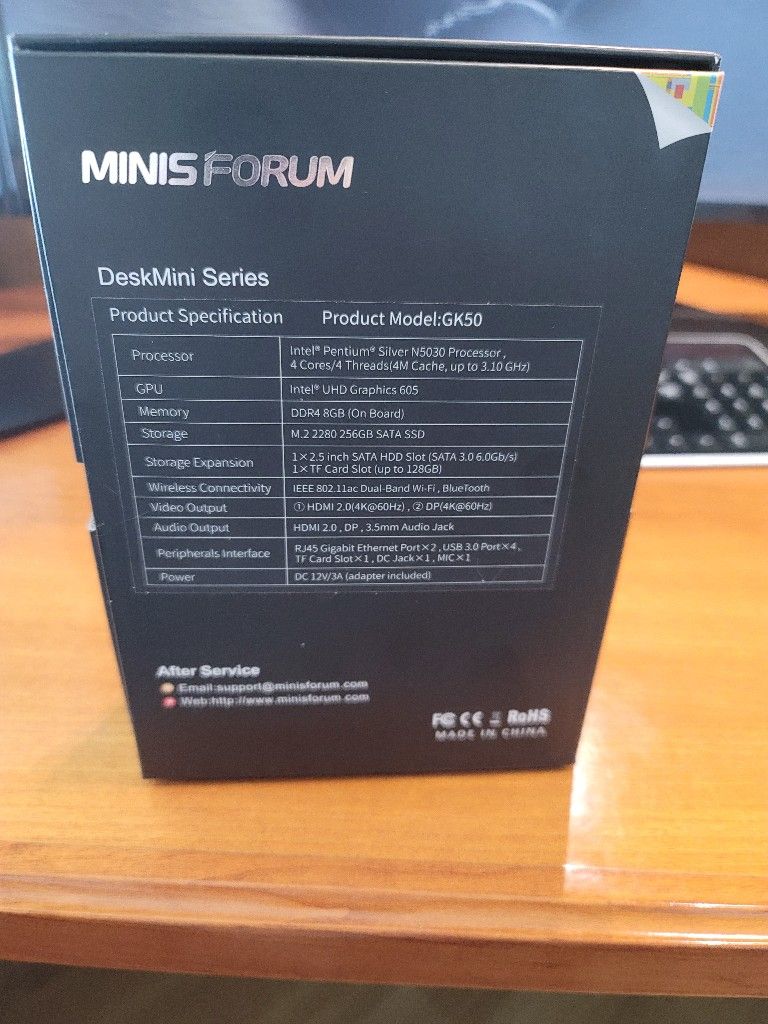 MINISFORUM
DeskMini Series
Product Specification Product Model:GK50
Processor Intel® Pentium® Silver N5030 Processor ,
4 Cores/4 Threads(4M Cache, up to 3.10 GHz)
GPU Intel® UHD Graphics 605
Memory DDR4 8GB (On Board)
Storage M.2 2280 256GB SATA SSD
Storage Expansion 1×2.5 inch SATA HDD Slot (SATA 3.0 6.0Gb/s)
1×TF Card Slot (up to 128GB)
Wireless Connectivity IEEE 802.11ac Dual-Band Wi-Fi , BlueTooth
Video Output ① HDMI 2.0(4K@60Hz) , ② DP(4K@60Hz)
Audio Output HDMI 2.0 , DP , 3.5mm Audio Jack
Peripherals Interface RJ45 Gigabit Ethernet Port×2 , USB 3.0 Port×4 ,
TF Card Slot×1 , DC Jack×1 , MIC×1
Power DC 12V/3A (adapter included)
After Service
Email:support@minisforum.com
Web:http://www.minisforum.com
FC CE RoHS
MADE IN CHINA